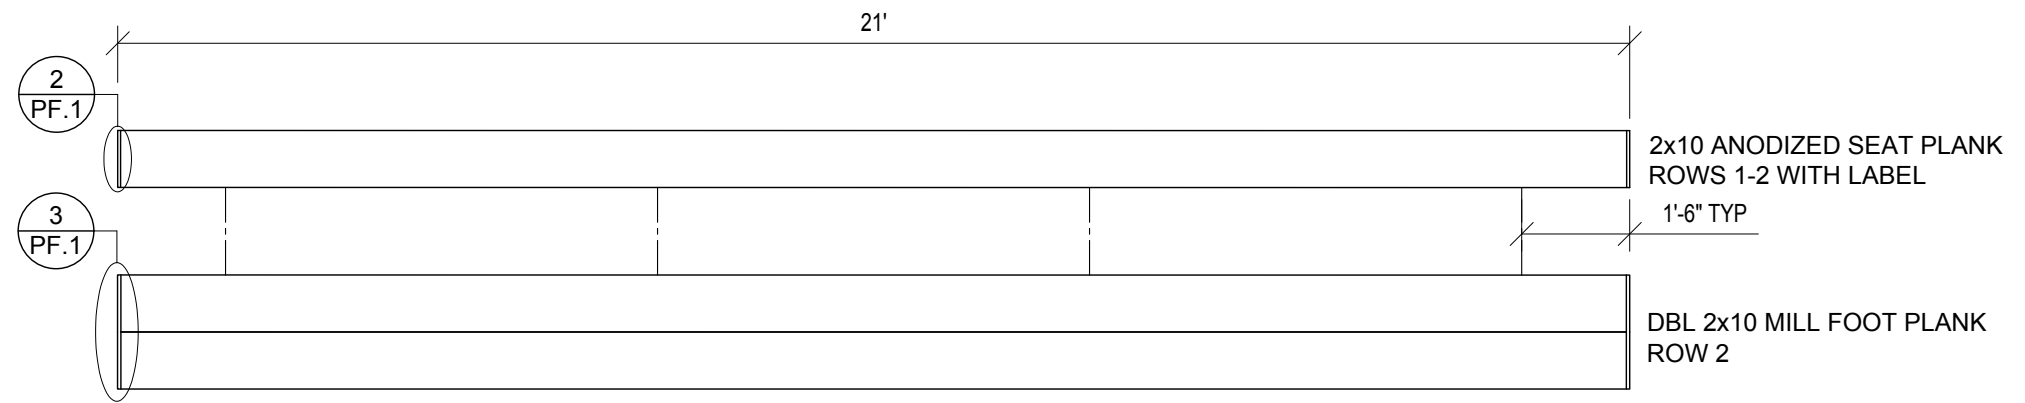 21'
2
PF.1
2x10 ANODIZED SEAT PLANK
ROWS 1-2 WITH LABEL
3
PF.1
1'-6" TYP
DBL 2x10 MILL FOOT PLANK
ROW 2